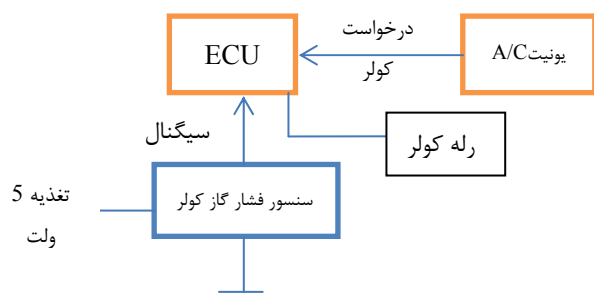 درخواست
ECU
یونیتA/C
کولر
سیگنال
رله کولر
سنسور فشار گاز کولر
تغذیه 5
ولت